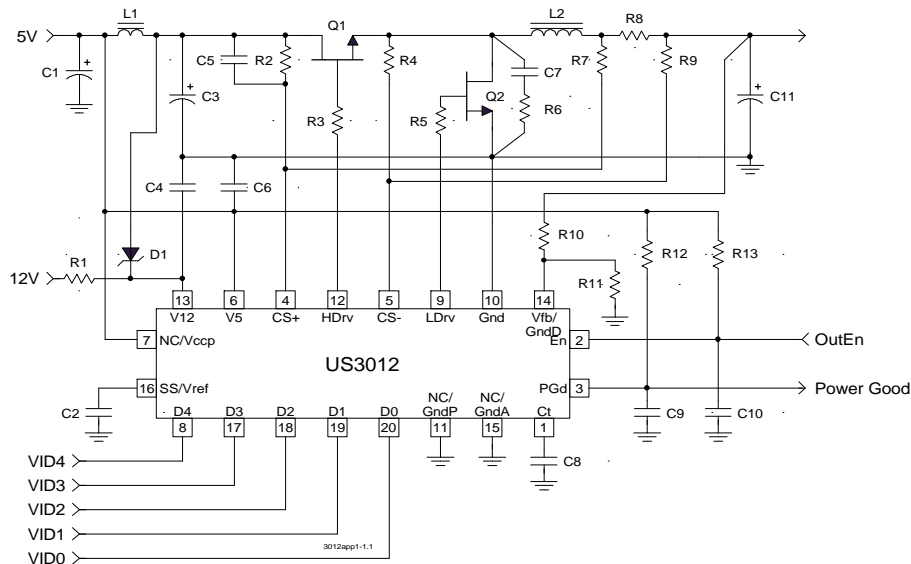 L1
Q1
L2
R8
5V
C5
R2
R4
R7
R9
C1
C3
C7
Q2
R3
R5
R6
C11
C4
C6
D1
R10
R12
R13
R1
R11
12V
13
6
4
12
5
9
10
14
V12
V5
CS+
HDrv
CS-
LDrv
Gnd
Vfb/
GndD
7
NC/Vccp
En
2
OutEn
US3012
16
SS/Vref
PGd
3
Power Good
C2
NC/
GndP
NC/
GndA
D4
D3
D2
D1
D0
Ct
8
17
18
19
20
11
15
1
C9
C10
C8
VID4
VID3
VID2
VID1
3012app1-1.1
VID0